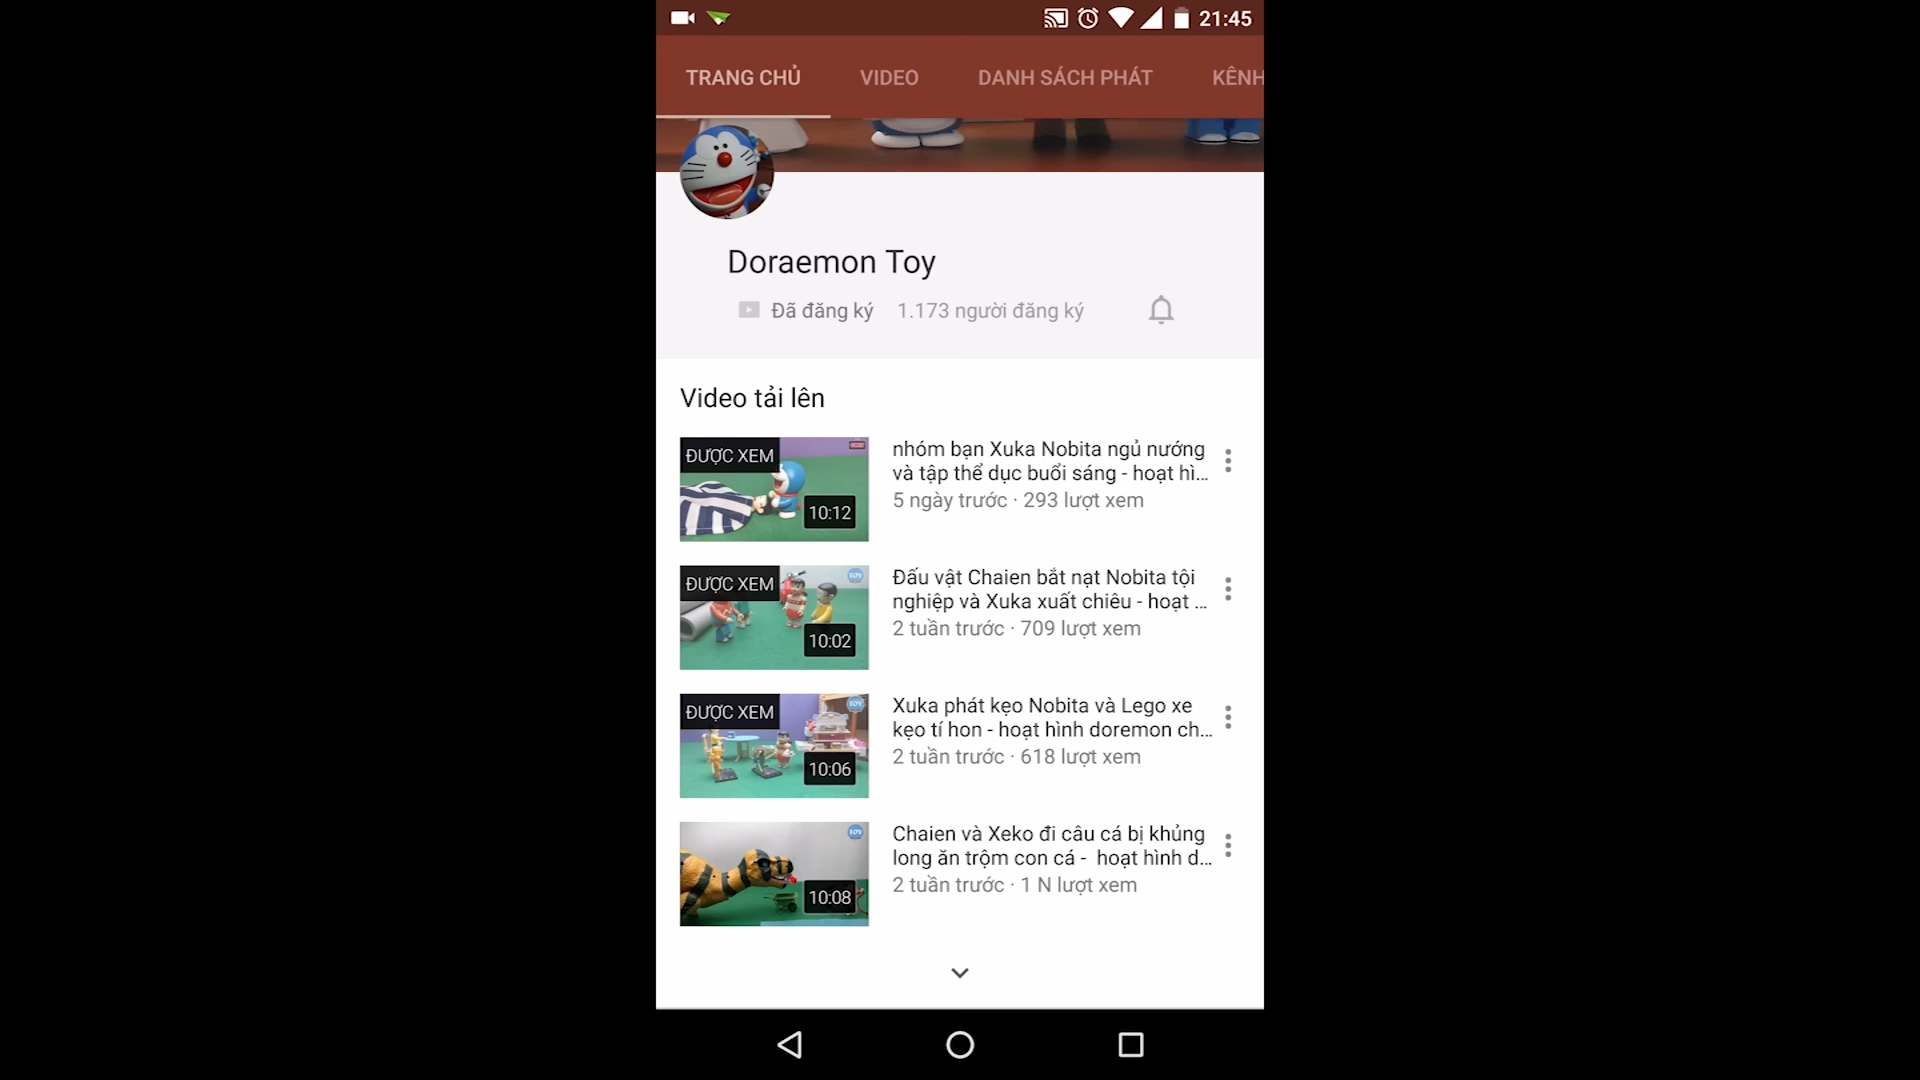 21:45
TRANG CHỦ VIDEO DANH SÁCH PHÁT KÊNH
Doraemon Toy
Đã đăng ký 1.173 người đăng ký
Video tải lên
ĐƯỢC XEM
10:12
nhóm bạn Xuka Nobita ngủ nướng
và tập thể dục buổi sáng - hoạt hì...
5 ngày trước · 293 lượt xem
ĐƯỢC XEM
10:02
Đấu vật Chaien bắt nạt Nobita tội
nghiệp và Xuka xuất chiêu - hoạt ...
2 tuần trước · 709 lượt xem
ĐƯỢC XEM
10:06
Xuka phát kẹo Nobita và Lego xe
kẹo tí hon - hoạt hình doremon ch...
2 tuần trước · 618 lượt xem
10:08
Chaien và Xeko đi câu cá bị khủng
long ăn trộm con cá - hoạt hình d...
2 tuần trước · 1 N lượt xem